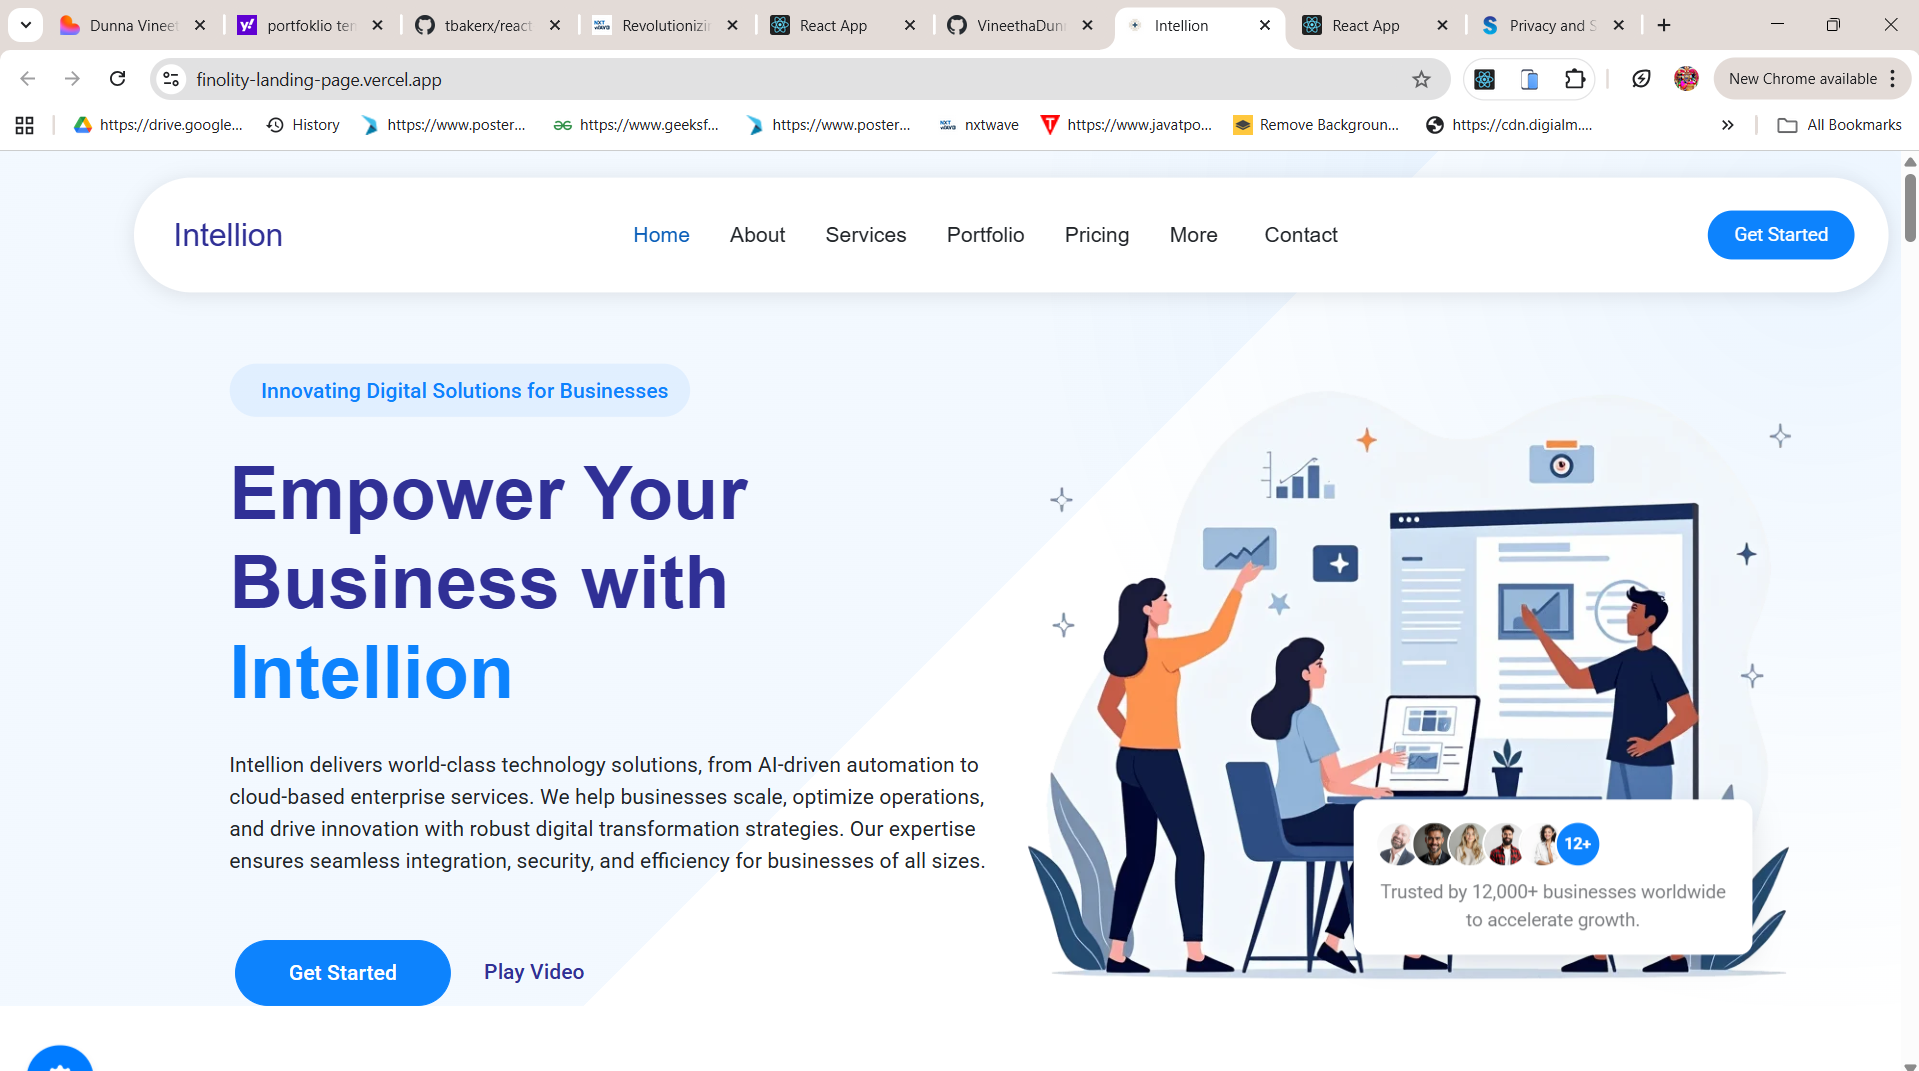 Dunna Vineet
portfoklio ten
tbakerx/react
Revolutionizin
React App
VineethaDun
Intellion
React App
Privacy and S
finolity-landing-page.vercel.app
New Chrome available
https://drive.google...
History
https://www.poster...
https://www.geeksf...
https://www.poster...
nxtwave
https://www.javatpo...
Remove Backgroun...
https://cdn.digialm....
All Bookmarks
Intellion
Home
About
Services
Portfolio
Pricing
More
Contact
Get Started
Innovating Digital Solutions for Businesses
Empower Your
Business with
Intellion
Intellion delivers world-class technology solutions, from AI-driven automation to
cloud-based enterprise services. We help businesses scale, optimize operations,
and drive innovation with robust digital transformation strategies. Our expertise
ensures seamless integration, security, and efficiency for businesses of all sizes.
Get Started
Play Video
12+
Trusted by 12,000+ businesses worldwide
to accelerate growth.